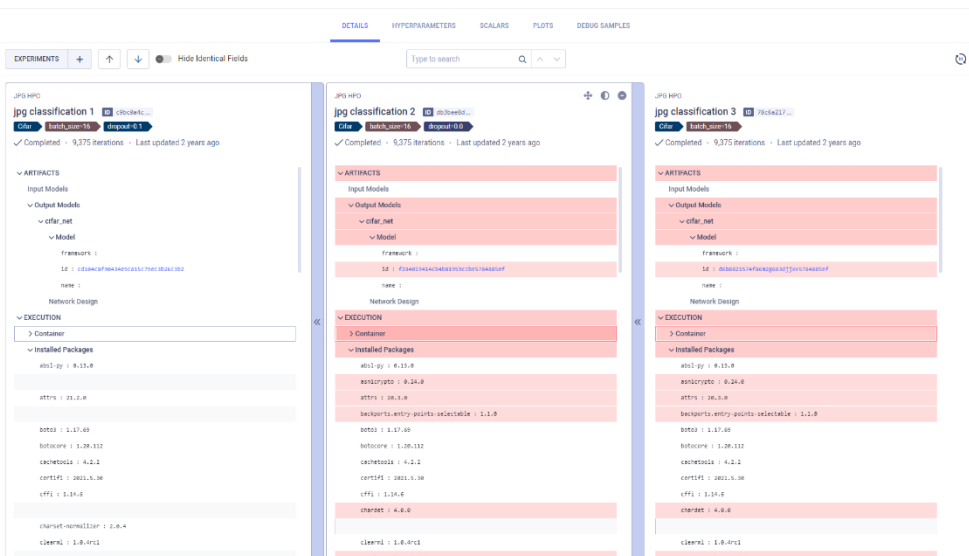 DETAILS HYPERPARAMETERS SCALARS PLOTS DEBUG SAMPLES
EXPERIMENTS + Hide Identical Fields Type to search
JPG HPO
jpg classification 1 ID c9bc0e4c...
Cifar batch_size=16 dropout=0.1
Completed - 9,375 iterations - Last updated 2 years ago
ARTIFACTS
Input Models
Output Models
cifar_net
Model
framework :
id :
name :
Network Design
EXECUTION
Container
Installed Packages
absl-py : 0.13.0
attrs : 21.2.0
boto3 : 1.17.69
botocore : 1.20.112
cachetools : 4.2.2
certifi : 2021.5.30
cffi : 1.14.6
charset-normalizer : 2.0.4
clearml : 1.0.4rc1
JPG HPO
jpg classification 2 ID db3bee8d...
Cifar batch_size=16 dropout=0.0
Completed - 9,375 iterations - Last updated 2 years ago
ARTIFACTS
Input Models
Output Models
cifar_net
Model
framework :
id :
name :
Network Design
EXECUTION
Container
Installed Packages
absl-py : 0.13.0
asn1crypto : 0.24.0
attrs : 20.3.0
backports.entry-points-selectable : 1.1.0
boto3 : 1.17.69
botocore : 1.20.112
cachetools : 4.2.2
certifi : 2021.5.30
cffi : 1.14.6
chardet : 4.0.0
clearml : 1.0.4rc1
JPG HPO
jpg classification 3 ID 78c6a217...
Cifar batch_size=16
Completed - 9,375 iterations - Last updated 2 years ago
ARTIFACTS
Input Models
Output Models
cifar_net
Model
framework :
id :
name :
Network Design
EXECUTION
Container
Installed Packages
absl-py : 0.13.0
asn1crypto : 0.24.0
attrs : 20.3.0
backports.entry-points-selectable : 1.1.0
boto3 : 1.17.69
botocore : 1.20.112
cachetools : 4.2.2
certifi : 2021.5.30
cffi : 1.14.6
chardet : 4.0.0
clearml : 1.0.4rc1